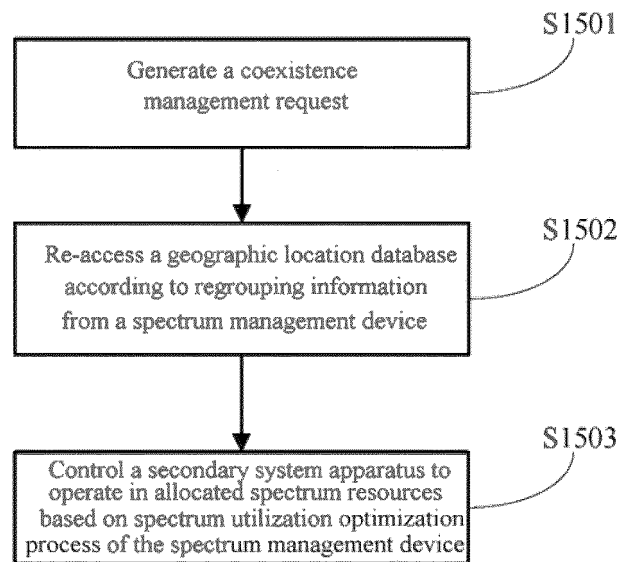 S1501
Generate a coexistence
management request
S1502
Re-access a geographic location database
according to regrouping information
from a spectrum management device
S1503
Control a secondary system apparatus to
operate in allocated spectrum resources
based on spectrum utilization optimization
process of the spectrum management device